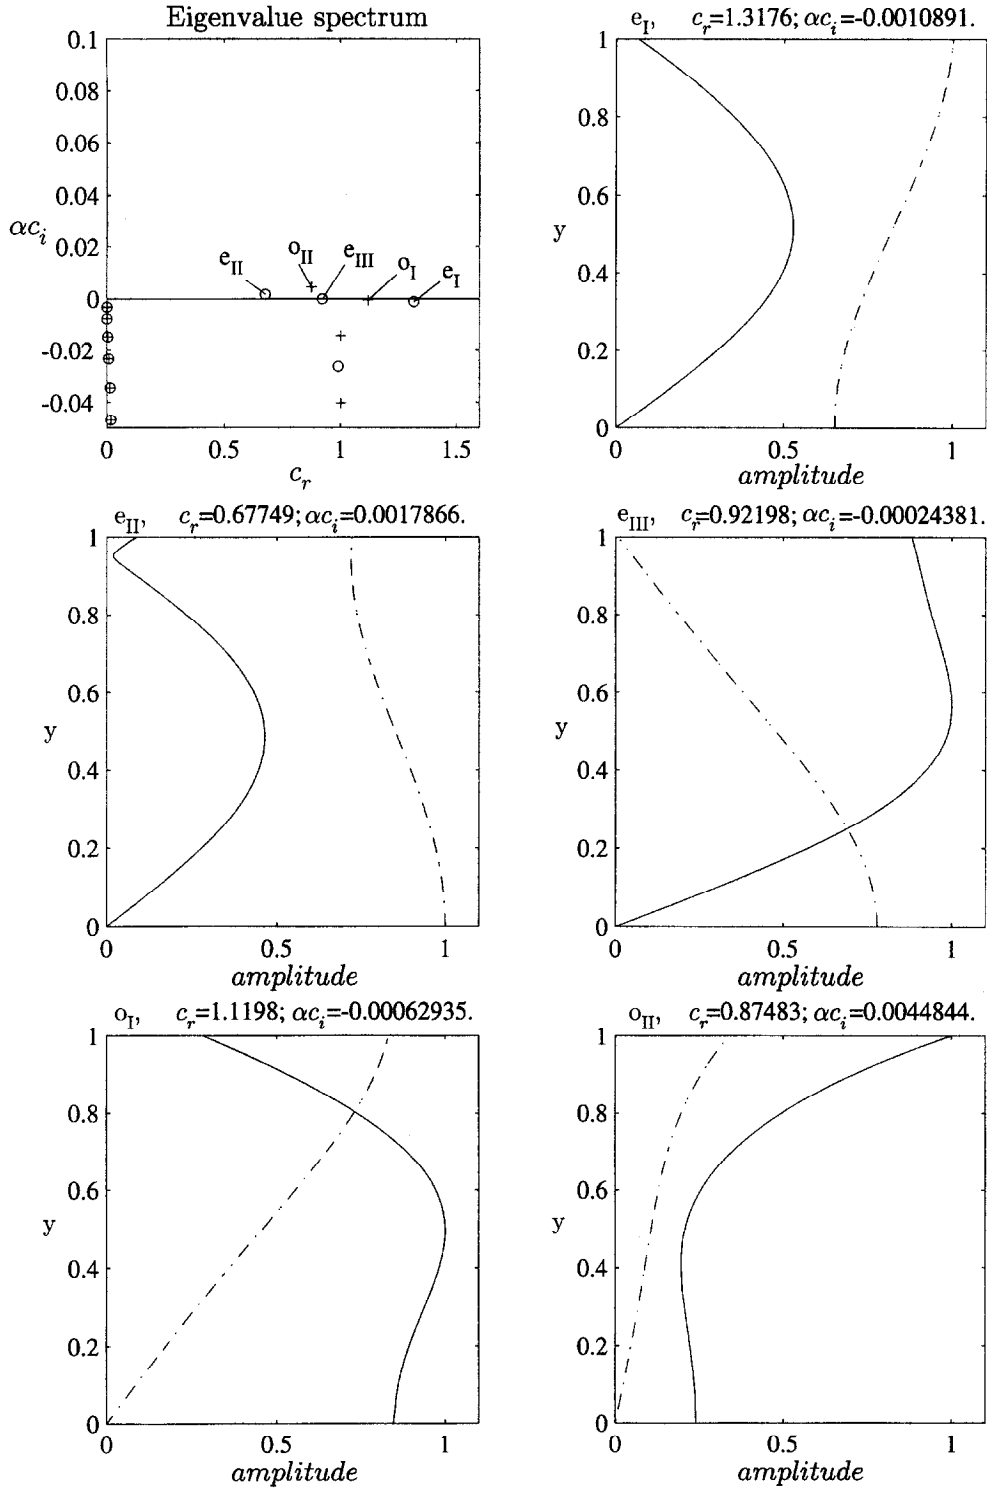 Eigenvalue spectrum
0.1
0.08
0.06
0.04
0.02
0
-0.02
-0.04
αc_i
e_II
o_II
e_III
o_I
e_I
0 0.5 1 1.5
c_r
e_I, c_r=1.3176; αc_i=-0.0010891.
1
0.8
0.6
0.4
0.2
0
y
0 0.5 1
amplitude
e_II, c_r=0.67749; αc_i=0.0017866.
1
0.8
0.6
0.4
0.2
0
y
0 0.5 1
amplitude
e_III, c_r=0.92198; αc_i=-0.00024381.
1
0.8
0.6
0.4
0.2
0
y
0 0.5 1
amplitude
o_I, c_r=1.1198; αc_i=-0.00062935.
1
0.8
0.6
0.4
0.2
0
y
0 0.5 1
amplitude
o_II, c_r=0.87483; αc_i=0.0044844.
1
0.8
0.6
0.4
0.2
0
y
0 0.5 1
amplitude